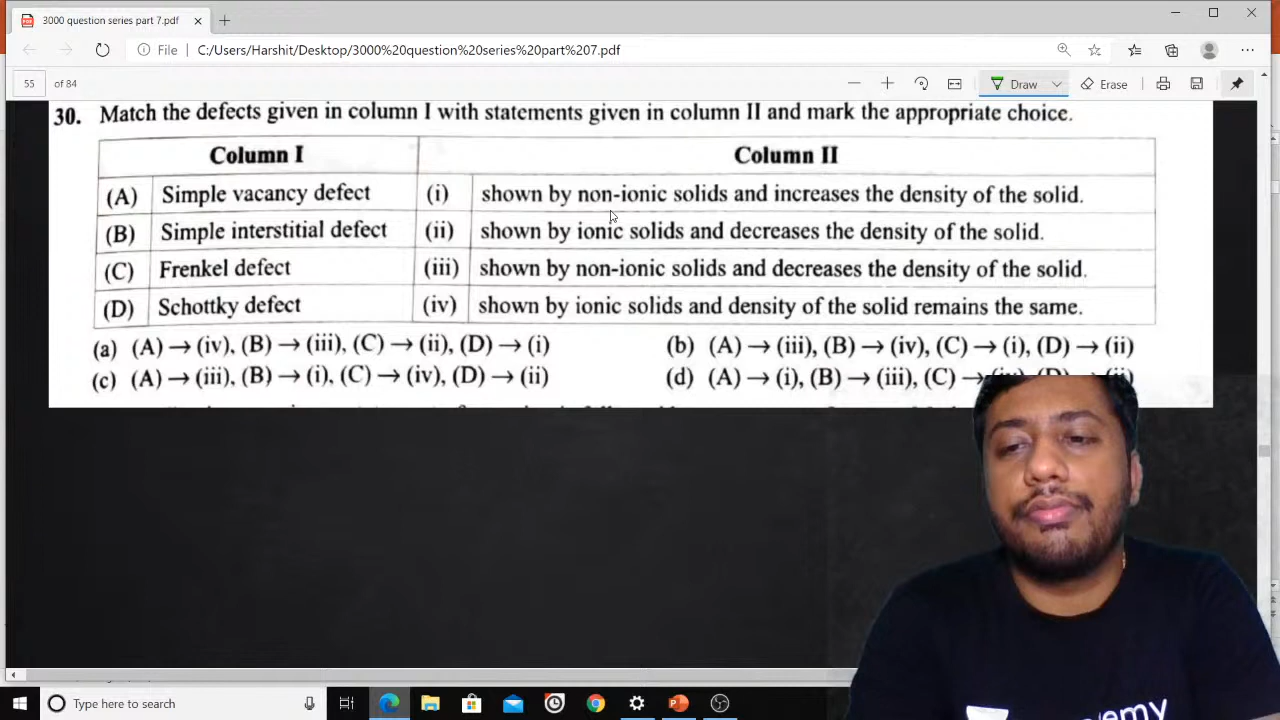 3000 question series part 7.pdf
File C:/Users/Harshit/Desktop/3000%20question%20series%20part%207.pdf
55 of 84 Draw Erase
30. Match the defects given in column I with statements given in column II and mark the appropriate choice.
Column I Column II
(A) Simple vacancy defect (i) shown by non-ionic solids and increases the density of the solid.
(B) Simple interstitial defect (ii) shown by ionic solids and decreases the density of the solid.
(C) Frenkel defect (iii) shown by non-ionic solids and decreases the density of the solid.
(D) Schottky defect (iv) shown by ionic solids and density of the solid remains the same.
(a) (A) → (iv), (B) → (iii), (C) → (ii), (D) → (i) (b) (A) → (iii), (B) → (iv), (C) → (i), (D) → (ii)
(c) (A) → (iii), (B) → (i), (C) → (iv), (D) → (ii) (d) (A) → (i), (B) → (iii), (C) →
Type here to search